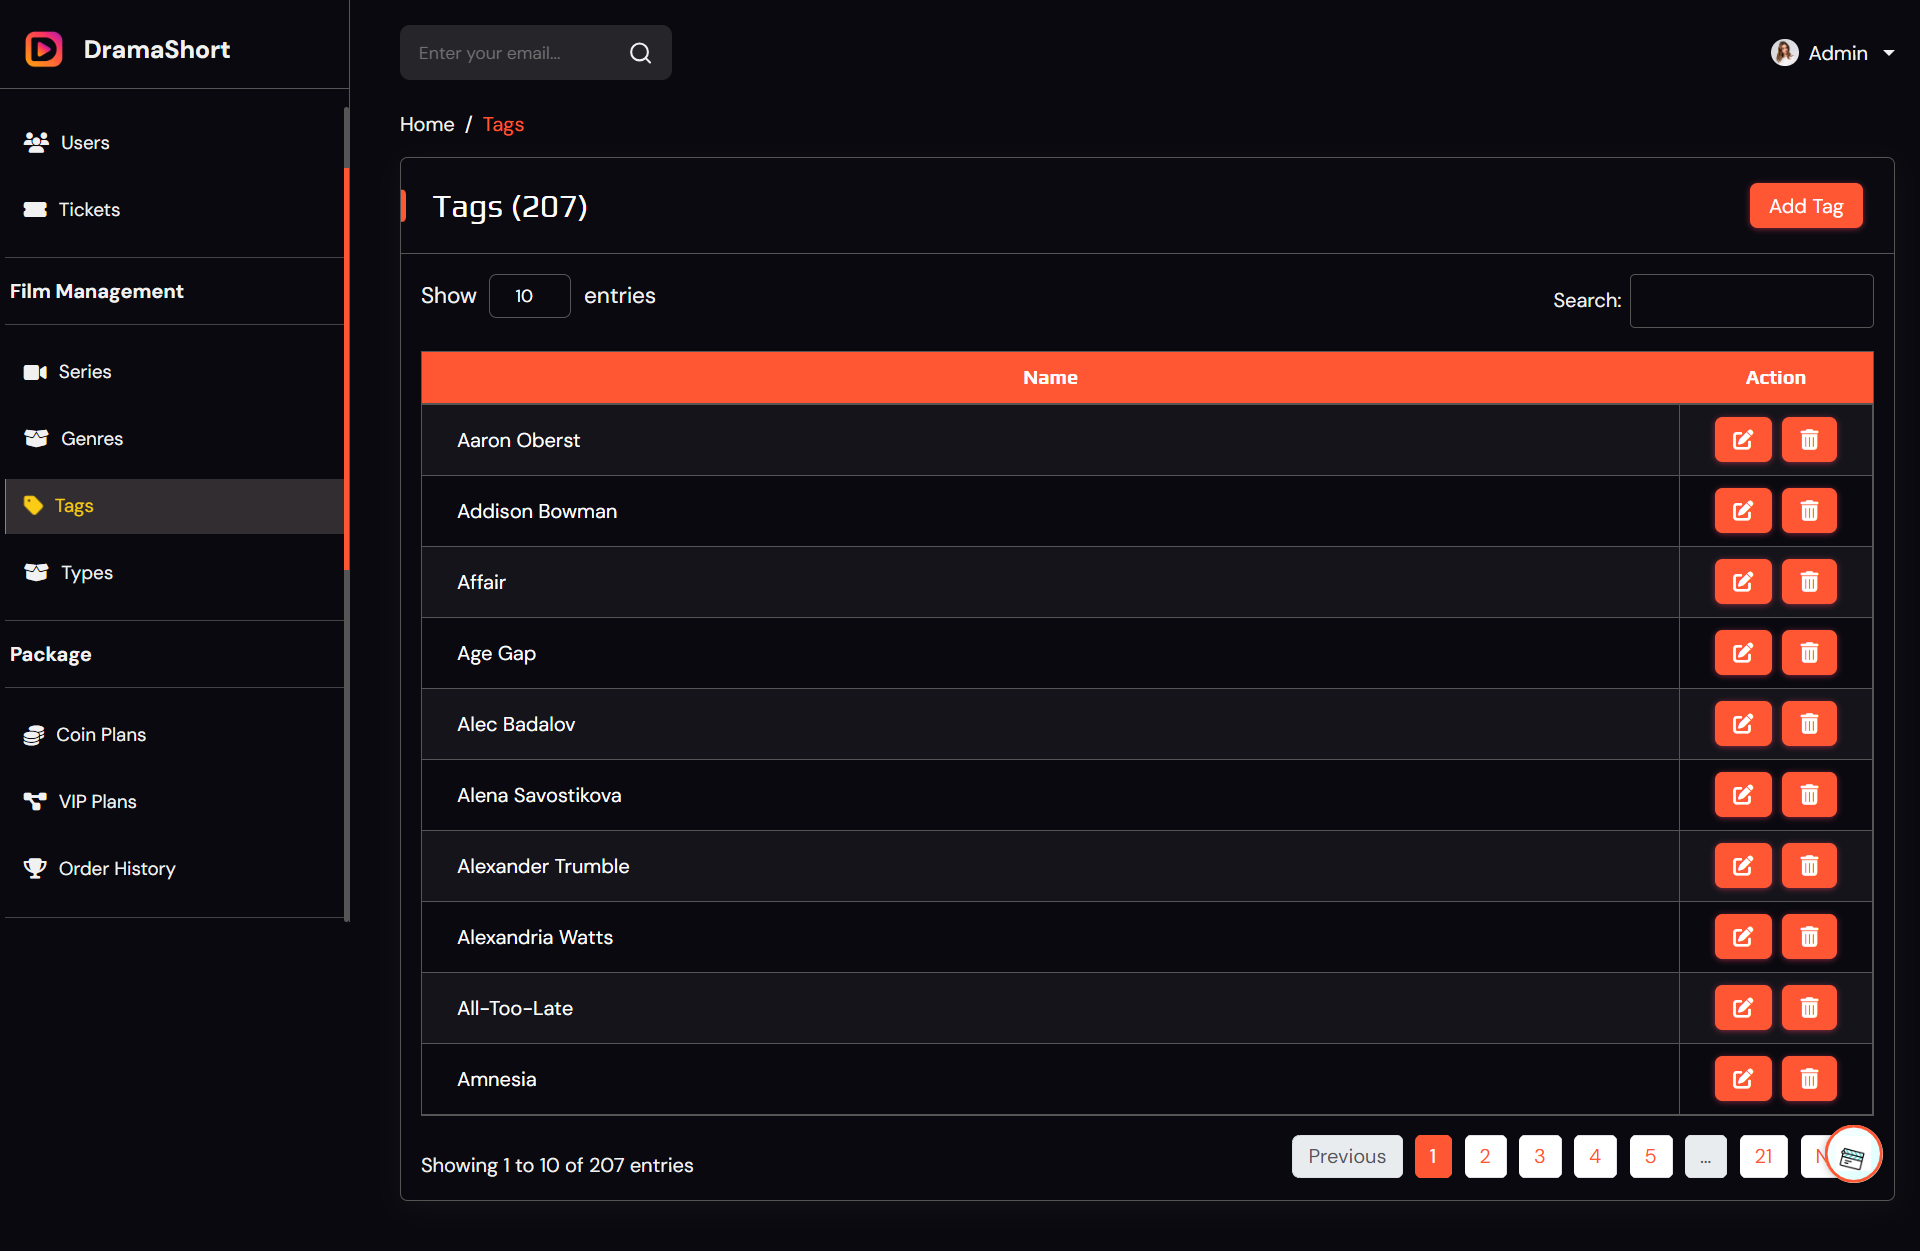 DramaShort
Enter your email...
Admin
Users
Tickets
Film Management
Series
Genres
Tags
Types
Package
Coin Plans
VIP Plans
Order History
Home / Tags
Tags (207)
Add Tag
Show 10 entries
Search:
Name Action
Aaron Oberst
Addison Bowman
Affair
Age Gap
Alec Badalov
Alena Savostikova
Alexander Trumble
Alexandria Watts
All-Too-Late
Amnesia
Showing 1 to 10 of 207 entries
Previous 1 2 3 4 5 ... 21